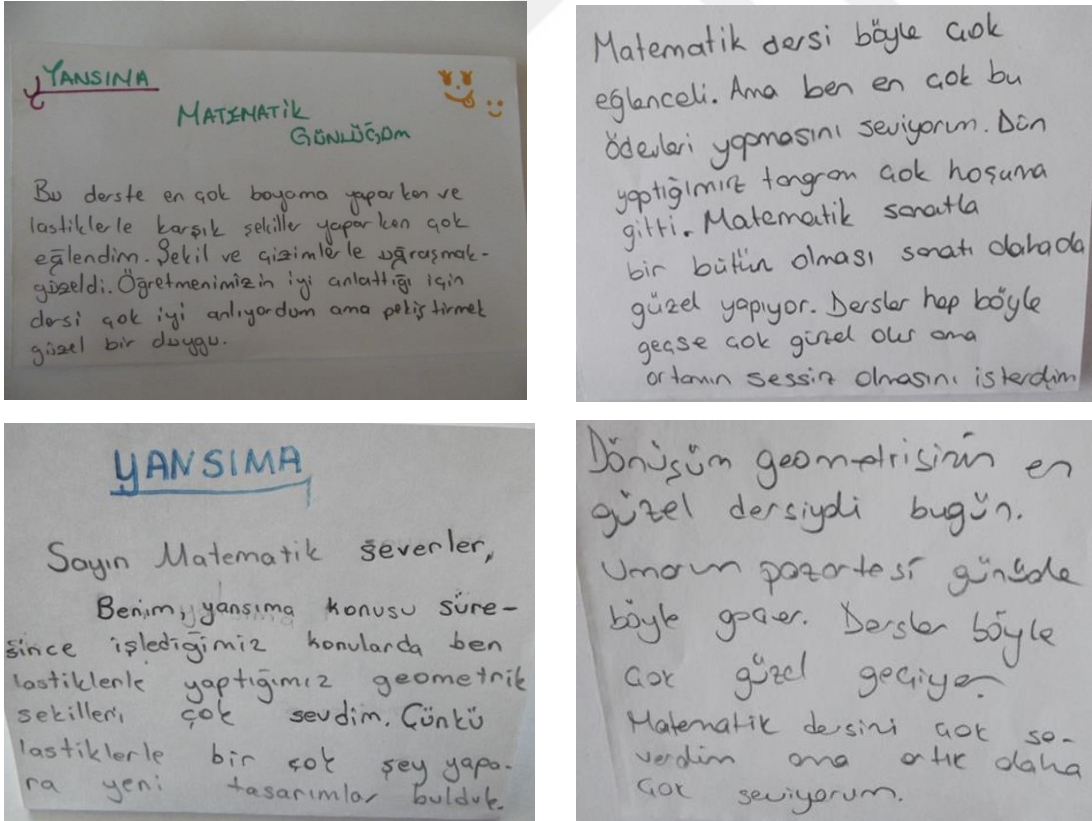 YANSIMA
MATEMATİK
GÜNLÜĞÜM
Bu derste en çok boyama yaparken ve
lastiklerle karşık şekiller yaparken çok
eğlendim. Şekil ve çizimlerle uğraşmak-
güzeldi. Öğretmenimizin iyi anlattığı için
dersi çok iyi anlıyordum ama pekiştirmek
güzel bir duygu.
Matematik dersi böyle çok
eğlenceli. Ama ben en çok bu
ödevleri yapmasını seviyorum. Dün
yaptığımız tangram çok hoşuma
gitti. Matematik sanatla
bir bütün olması sanatı dahada
güzel yapıyor. Dersler hep böyle
geçse çok güzel olur ama
ortamın sessiz olmasını isterdim
YANSIMA
Sayın Matematik severler,
Benim, yansıma konusu süre-
since işlediğimiz konularda ben
lastiklerle yaptığımız geometrik
şekilleri, çok sevdim. Çünkü
lastiklerle bir çok şey yapa-
ra yeni tasarımlar bulduk.
Dönüşüm geometrisinin en
güzel dersiydi bugün.
Umarım pazartesi günüde
böyle geçer. Dersler böyle
çok güzel geçiyor.
Matematik dersini çok se-
verdim ama artık daha
çok seviyorum.